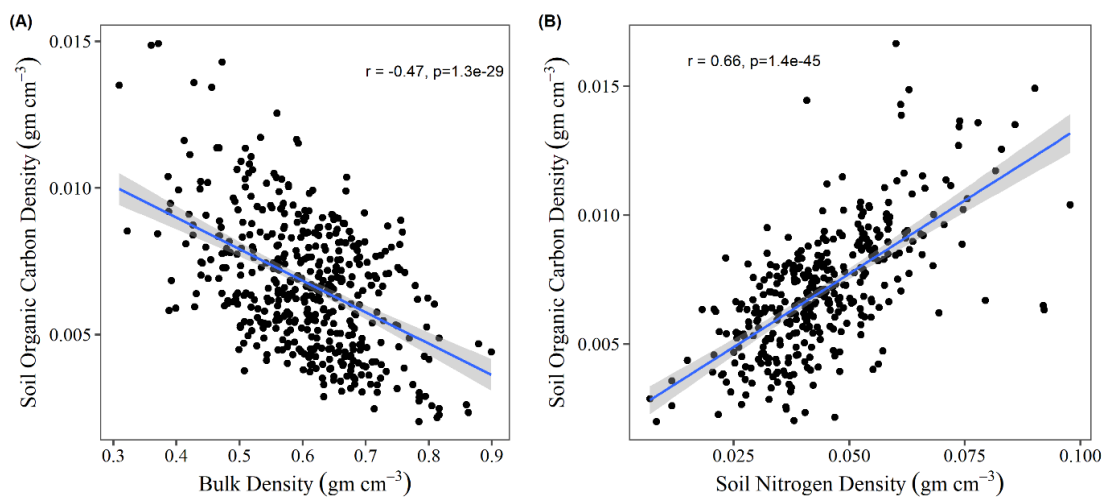 (A)
r = -0.47, p=1.3e-29
Soil Organic Carbon Density (gm cm⁻³)
0.015
0.010
0.005
0.3 0.4 0.5 0.6 0.7 0.8 0.9
Bulk Density (gm cm⁻³)
(B)
r = 0.66, p=1.4e-45
Soil Organic Carbon Density (gm cm⁻³)
0.015
0.010
0.005
0.025 0.050 0.075 0.100
Soil Nitrogen Density (gm cm⁻³)